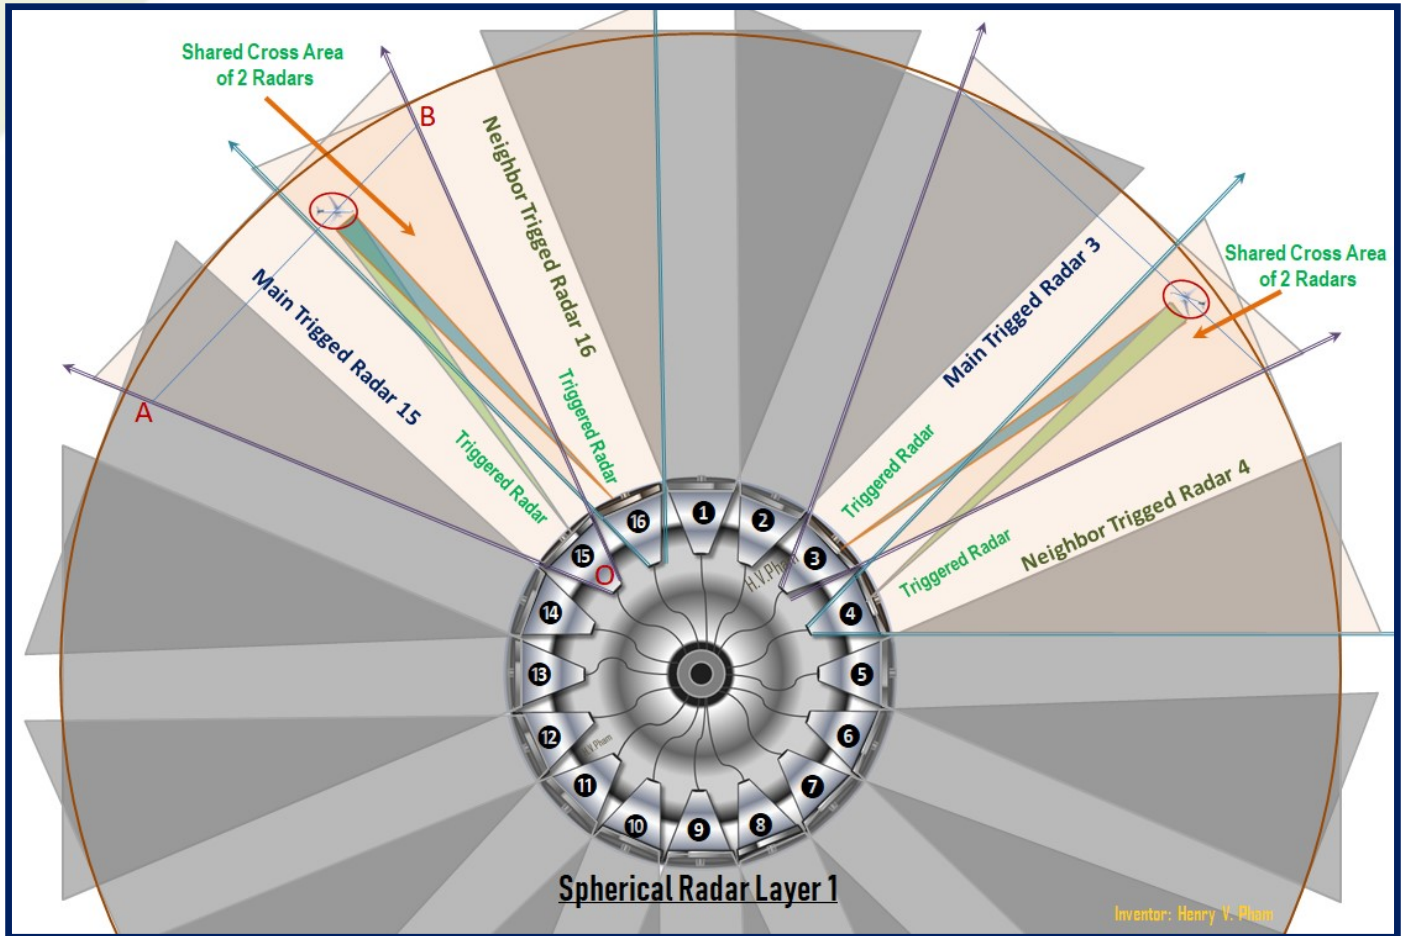 Shared Cross Area
of 2 Radars
B
Neighbor Trigged Radar 16
Main Trigged Radar 3
Shared Cross Area
of 2 Radars
Main Trigged Radar 15
A
Triggered Radar
Triggered Radar
Triggered Radar
Neighbor Trigged Radar 4
Triggered Radar
1
2
3
4
5
6
7
8
9
10
11
12
13
14
15
16
O
H.V.Pham
V.Pham
Spherical Radar Layer 1
Inventor: Henry V. Pham